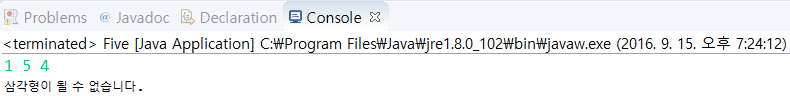 Problems @ Javadoc Declaration Console
<terminated> Five [Java Application] C:₩Program Files₩Java₩jre1.8.0_102₩bin₩javaw.exe (2016. 9. 15. 오후 7:24:12)
1 5 4
삼각형이 될 수 없습니다.